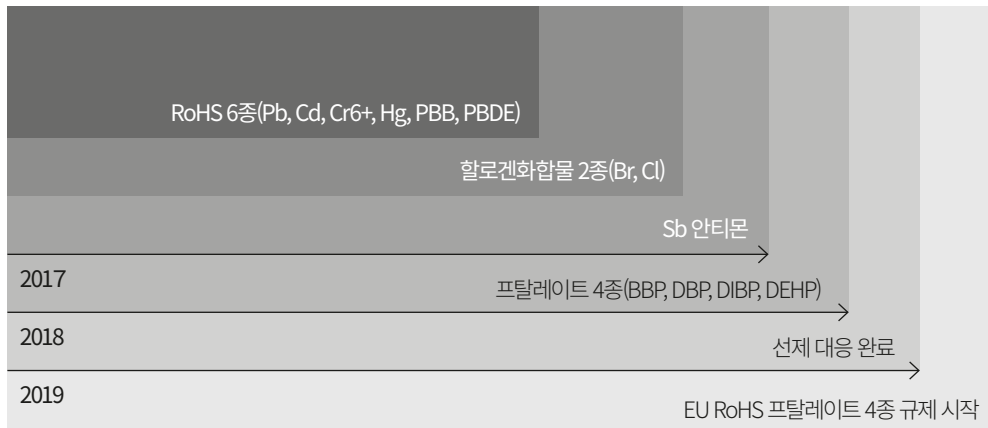 RoHS 6종(Pb, Cd, Cr6+, Hg, PBB, PBDE)
할로겐화합물 2종(Br, Cl)
Sb 안티몬
2017
프탈레이트 4종(BBP, DBP, DIBP, DEHP)
2018
선제 대응 완료
2019
EU RoHS 프탈레이트 4종 규제 시작